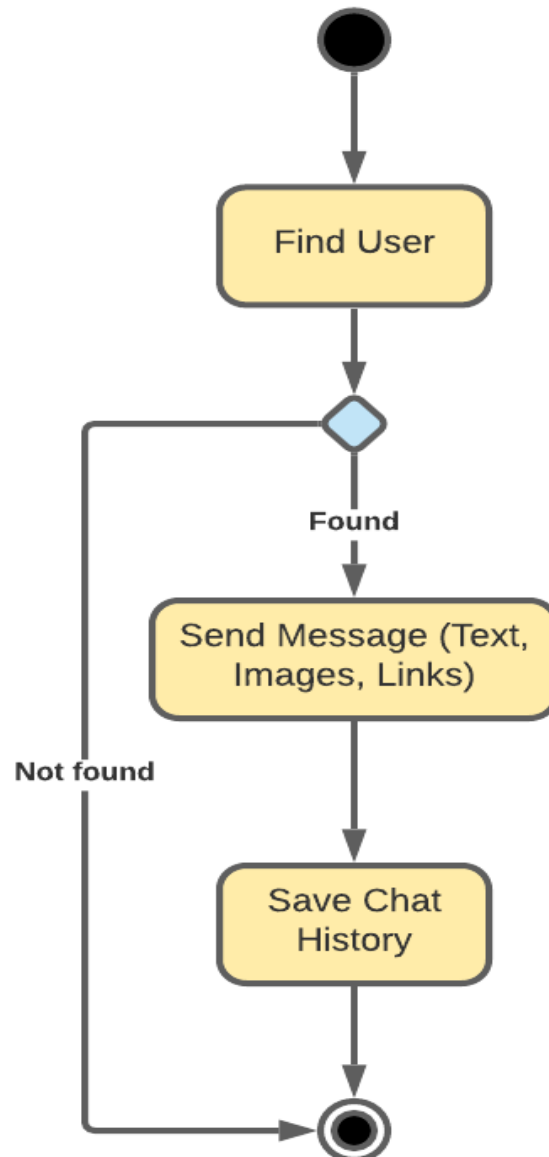 Find User
Found
Send Message (Text,
Images, Links)
Not found
Save Chat
History